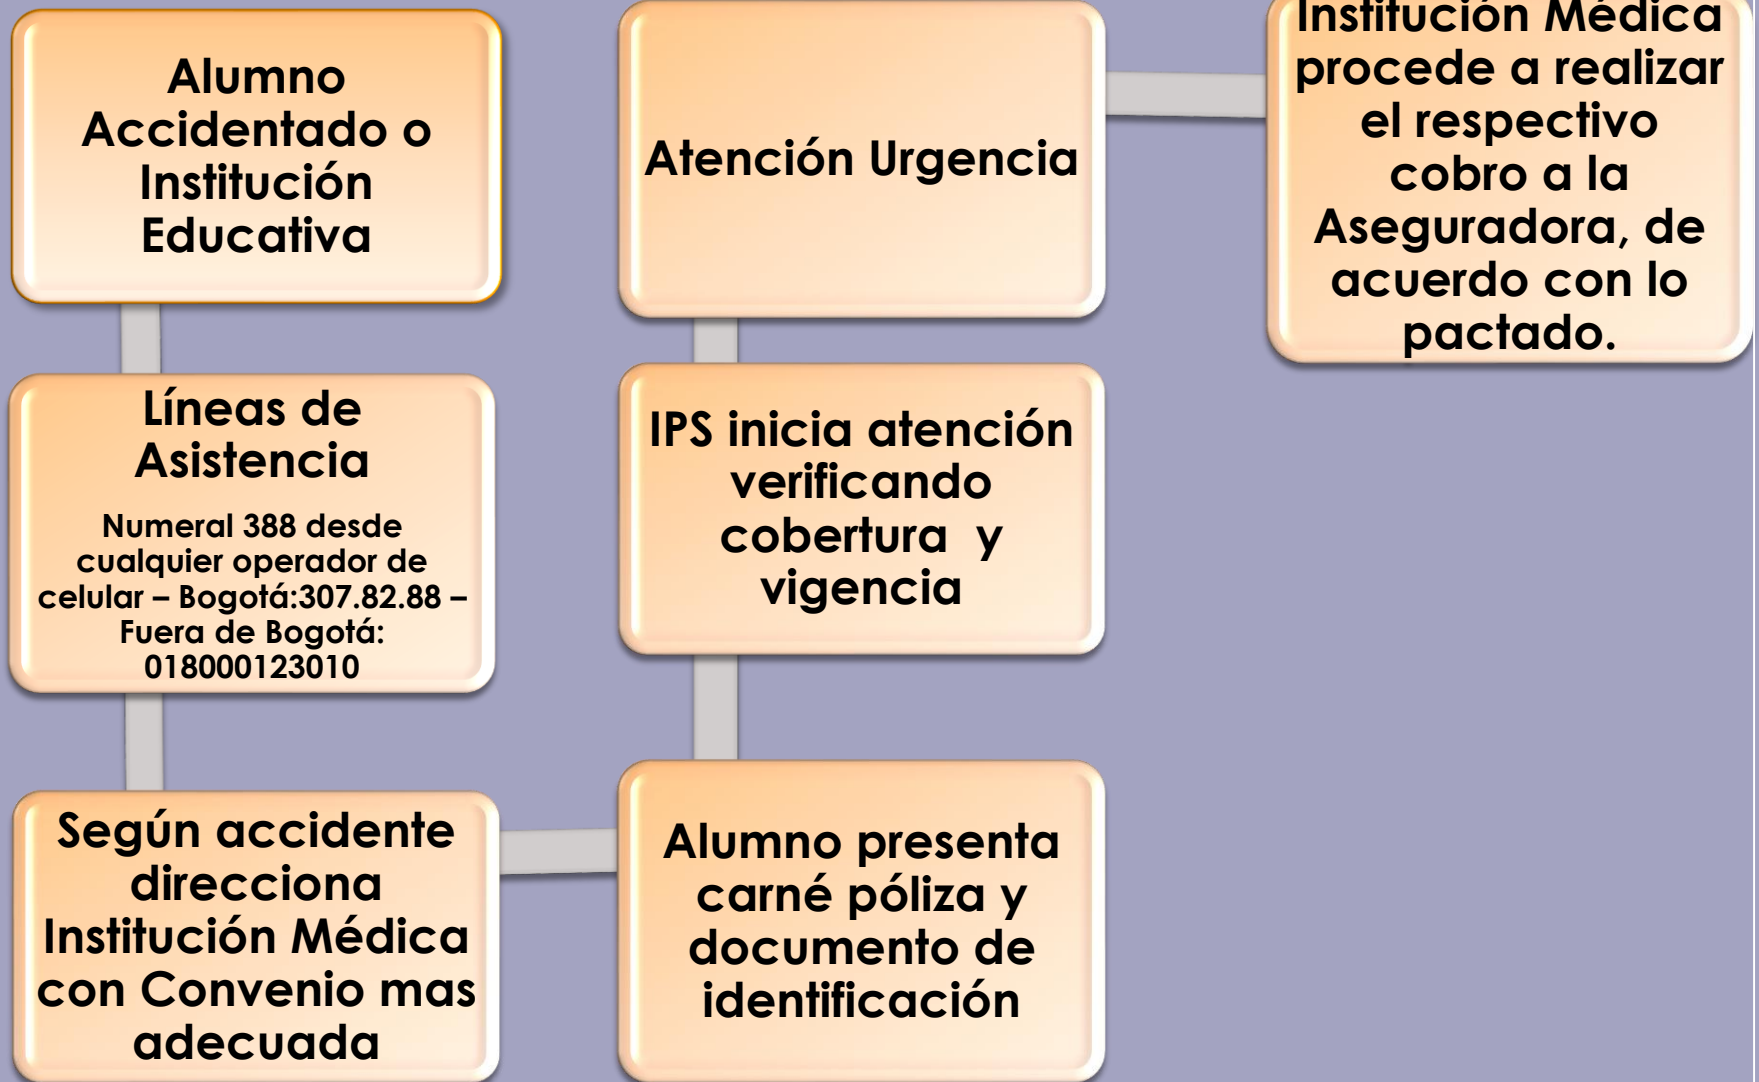 Alumno
Accidentado o
Institución
Educativa
Líneas de
Asistencia
Numeral 388 desde
cualquier operador de
celular – Bogotá:307.82.88 –
Fuera de Bogotá:
018000123010
Según accidente
direcciona
Institución Médica
con Convenio mas
adecuada
Alumno presenta
carné póliza y
documento de
identificación
IPS inicia atención
verificando
cobertura  y
vigencia
Atención Urgencia
Institución Médica
procede a realizar
el respectivo
cobro a la
Aseguradora, de
acuerdo con lo
pactado.